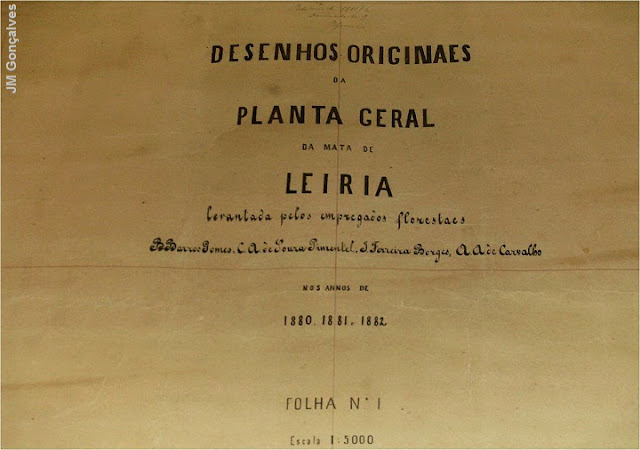 JM Gonçalves
DESENHOS ORIGINAES
DA
PLANTA GERAL
DA MATA DE
LEIRIA
levantada pelos empregados florestaes
B. Barros Gomes, C. A. de Souza Pimentel, J. Ferreira Borges, A. A. de Carvalho
NOS ANNOS DE
1880, 1881, 1882
FOLHA Nº 1
Escala 1:5000